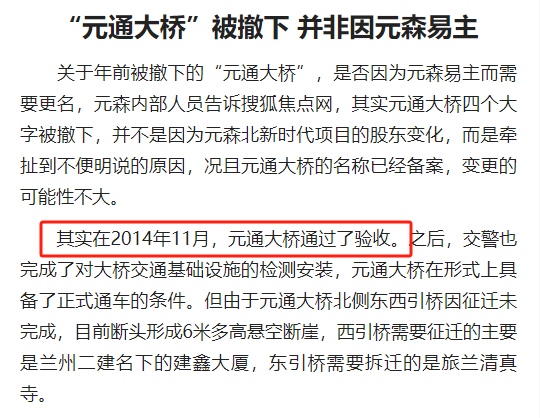 “元通大桥”被撤下 并非因元森易主
关于年前被撤下的“元通大桥”，是否因为元森易主而需
要更名，元森内部人员告诉搜狐焦点网，其实元通大桥四个大
字被撤下，并不是因为元森北新时代项目的股东变化，而是牵
扯到不便明说的原因，况且元通大桥的名称已经备案，变更的
可能性不大。
其实在2014年11月，元通大桥通过了验收。之后，交警也
完成了对大桥交通基础设施的检测安装，元通大桥在形式上具
备了正式通车的条件。但由于元通大桥北侧东西引桥因征迁未
完成，目前断头形成6米多高悬空断崖，西引桥需要征迁的主要
是兰州二建名下的建鑫大厦，东引桥需要拆迁的是旅兰清真
寺。